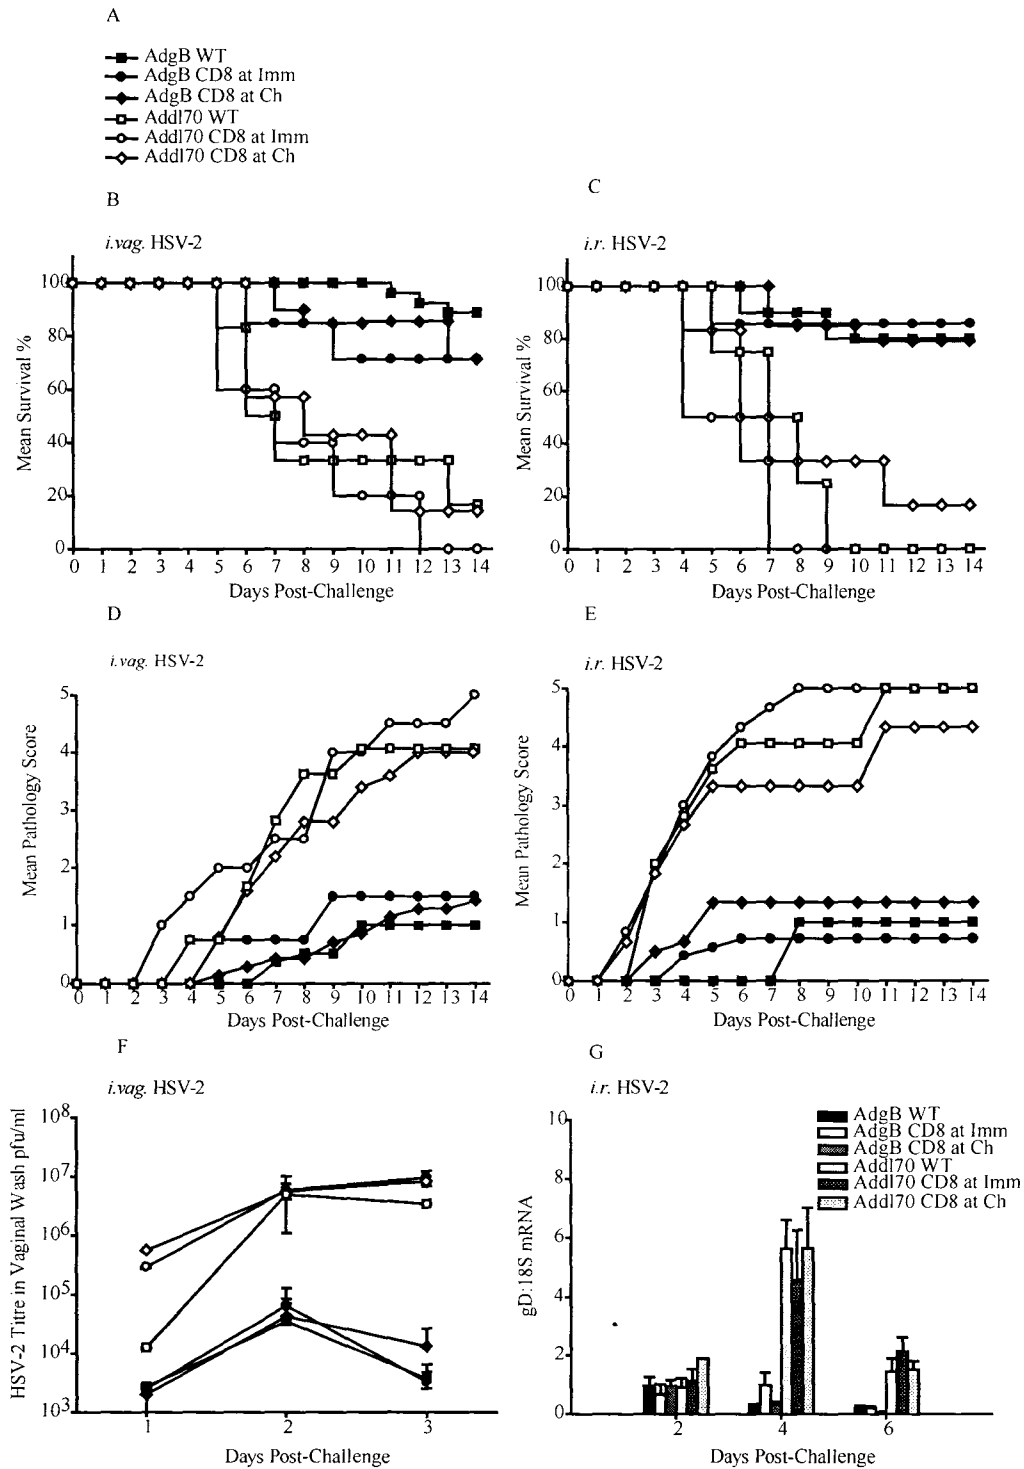 A
AdgB WT
AdgB CD8 at Imm
AdgB CD8 at Ch
Addl70 WT
Addl70 CD8 at Imm
Addl70 CD8 at Ch
B
i.vag. HSV-2
Mean Survival %
100
80
60
40
20
0
0 1 2 3 4 5 6 7 8 9 10 11 12 13 14
Days Post-Challenge
C
i.r. HSV-2
Mean Survival %
100
80
60
40
20
0
0 1 2 3 4 5 6 7 8 9 10 11 12 13 14
Days Post-Challenge
D
i.vag. HSV-2
Mean Pathology Score
5
4
3
2
1
0
0 1 2 3 4 5 6 7 8 9 10 11 12 13 14
Days Post-Challenge
E
i.r. HSV-2
Mean Pathology Score
5
4
3
2
1
0
0 1 2 3 4 5 6 7 8 9 10 11 12 13 14
Days Post-Challenge
F
i.vag. HSV-2
HSV-2 Titre in Vaginal Wash pfu/ml
10⁸
10⁷
10⁶
10⁵
10⁴
10³
1 2 3
Days Post-Challenge
G
i.r. HSV-2
AdgB WT
AdgB CD8 at Imm
AdgB CD8 at Ch
Addl70 WT
Addl70 CD8 at Imm
Addl70 CD8 at Ch
gD:18S mRNA
10
8
6
4
2
0
2 4 6
Days Post-Challenge